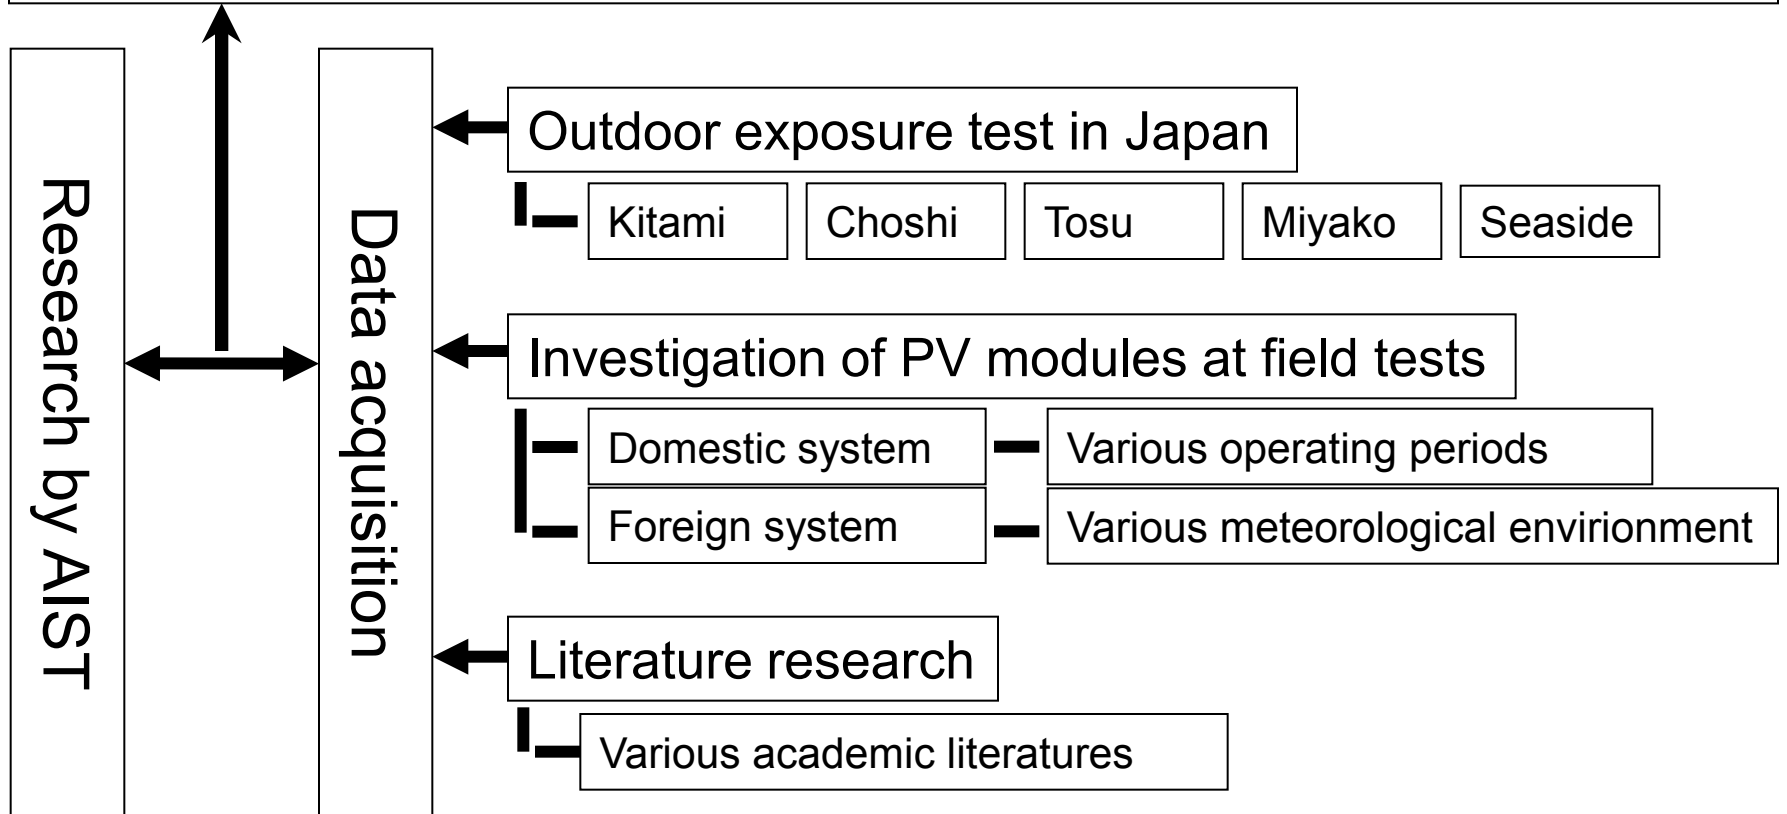 Research by AIST
Data acquisition
Outdoor exposure test in Japan
Kitami
Choshi
Tosu
Miyako
Seaside
Investigation of PV modules at field tests
Domestic system
Various operating periods
Foreign system
Various meteorological envirionment
Literature research
Various academic literatures